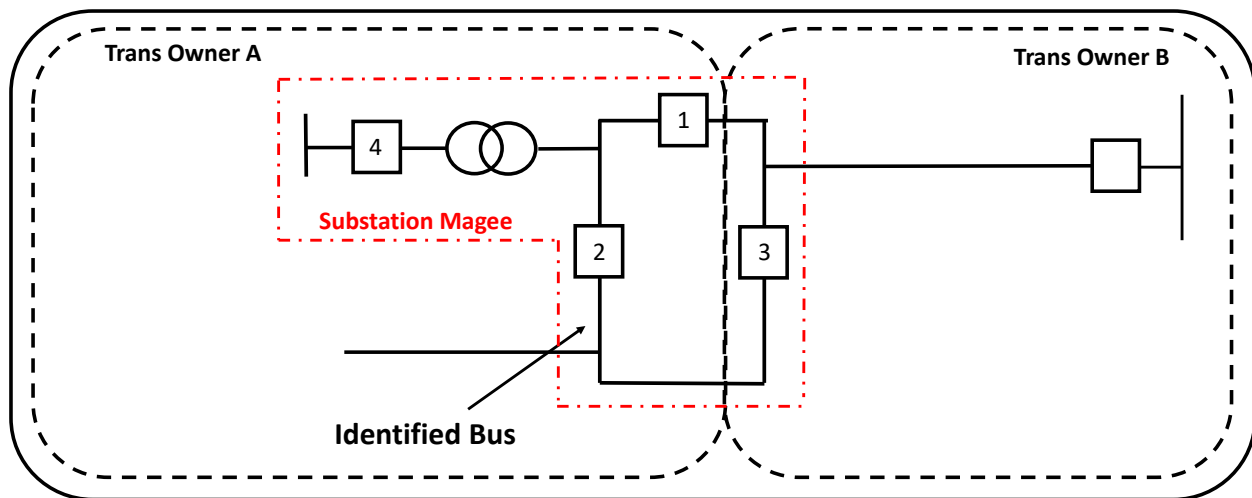 Trans Owner A
Trans Owner B
1
4
Substation Magee
2
3
Identified Bus